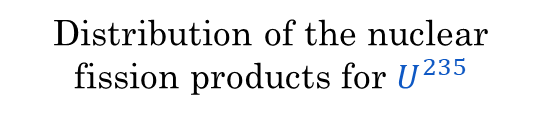 Distribution of the nuclear
fission products for U²³⁵